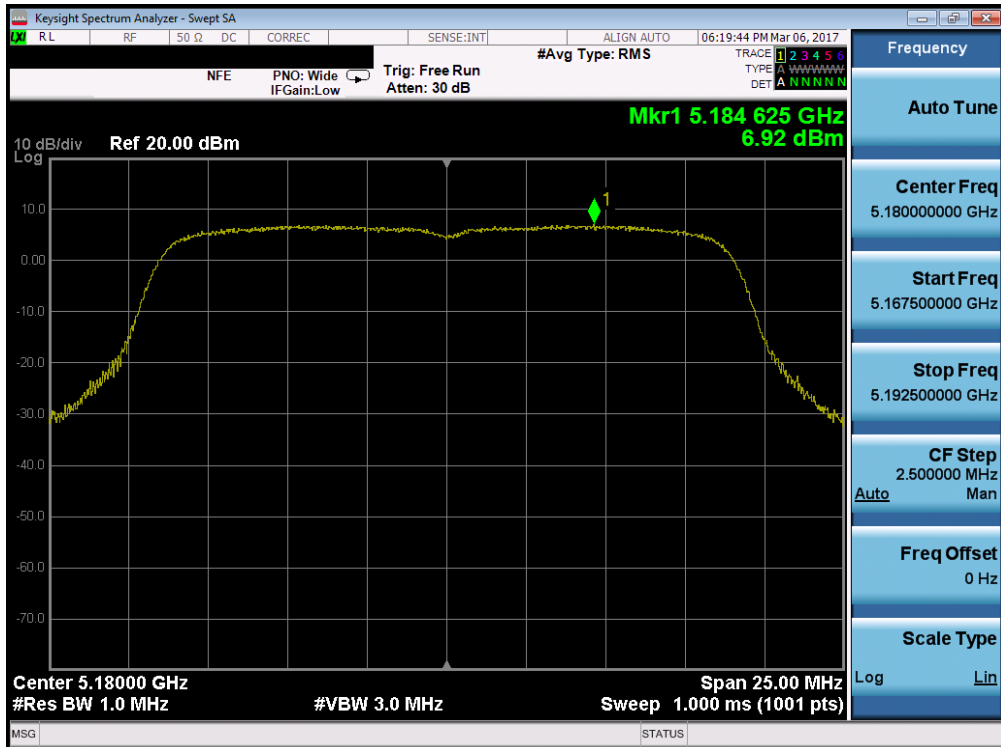 Keysight Spectrum Analyzer - Swept SA
LXI RL RF 50 Ω DC CORREC SENSE:INT ALIGN AUTO 06:19:44 PM Mar 06, 2017
NFE PNO: Wide Trig: Free Run #Avg Type: RMS TRACE 1 2 3 4 5 6
IFGain:Low Atten: 30 dB TYPE A WWWWW
DET A N N N N N
Mkr1 5.184 625 GHz
6.92 dBm
10 dB/div Ref 20.00 dBm
Log
1
10.0
0.00
-10.0
-20.0
-30.0
-40.0
-50.0
-60.0
-70.0
Center 5.18000 GHz Span 25.00 MHz
#Res BW 1.0 MHz #VBW 3.0 MHz Sweep 1.000 ms (1001 pts)
MSG STATUS
Frequency
Auto Tune
Center Freq
5.180000000 GHz
Start Freq
5.167500000 GHz
Stop Freq
5.192500000 GHz
CF Step
2.500000 MHz
Auto Man
Freq Offset
0 Hz
Scale Type
Log Lin